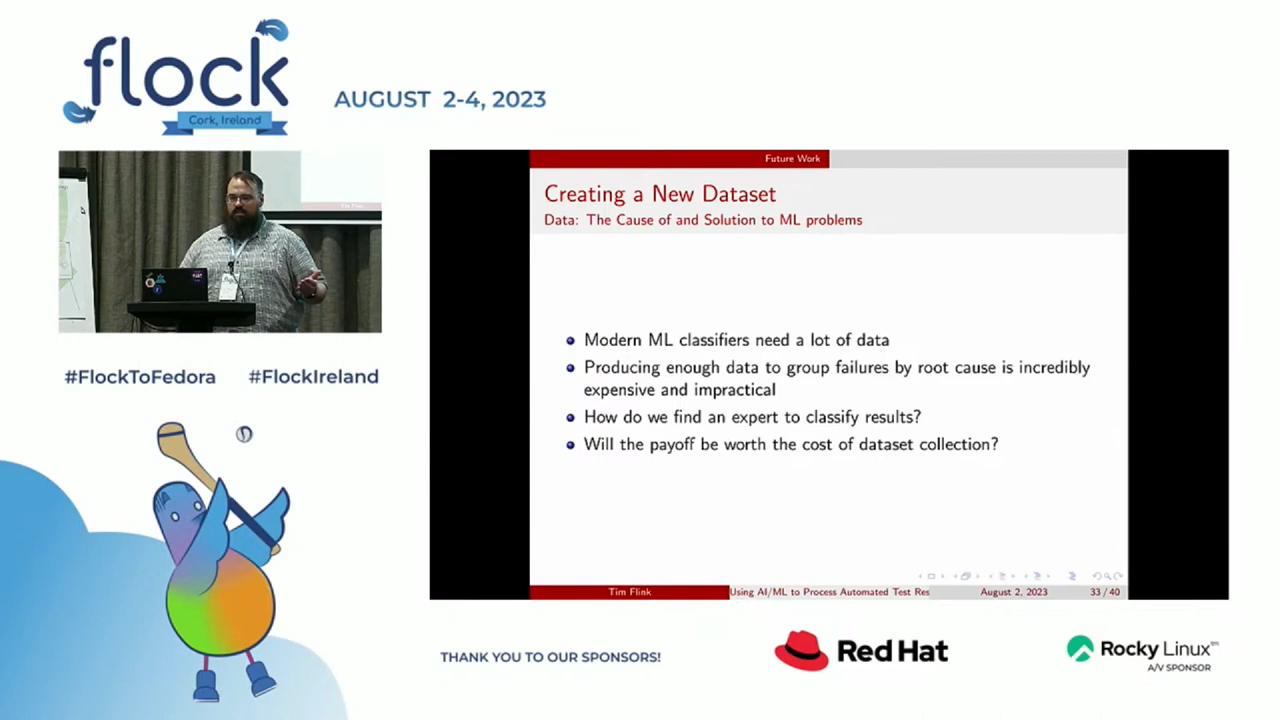 flock
Cork, Ireland
AUGUST 2-4, 2023
#FlockToFedora #FlockIreland
Future Work
Creating a New Dataset
Data: The Cause of and Solution to ML problems
Modern ML classifiers need a lot of data
Producing enough data to group failures by root cause is incredibly
expensive and impractical
How do we find an expert to classify results?
Will the payoff be worth the cost of dataset collection?
Tim Flink Using AI/ML to Process Automated Test Res August 2, 2023 33 / 40
THANK YOU TO OUR SPONSORS!
Red Hat
Rocky Linux™
A/V SPONSOR